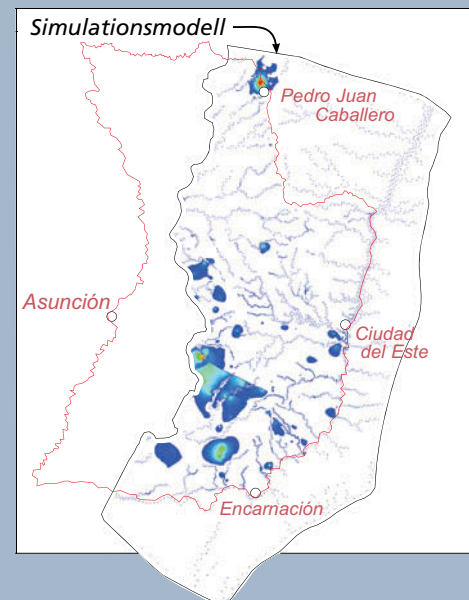 Simulationsmodell
Pedro Juan
Caballero
Asunción
Ciudad
del Este
Encarnación